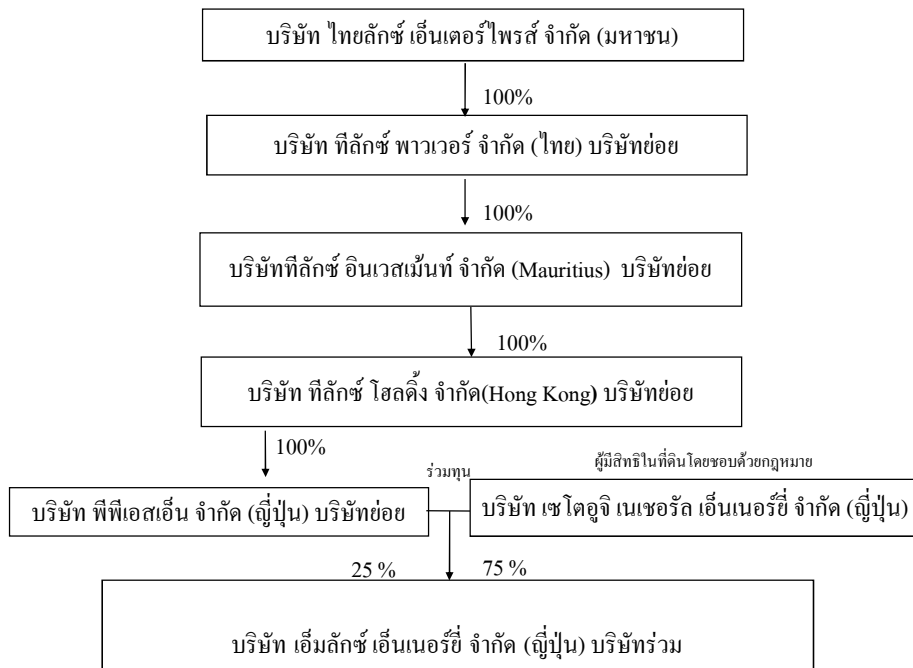 บริษัท ไทยลักซ์ เอ็นเตอร์ไพรส์ จำกัด (มหาชน)
100%
บริษัท ทีลักซ์ พาวเวอร์ จำกัด (ไทย) บริษัทย่อย
100%
บริษัททีลักซ์ อินเวสเม้นท์ จำกัด (Mauritius) บริษัทย่อย
100%
บริษัท ทีลักซ์ โฮลดิ้ง จำกัด(Hong Kong) บริษัทย่อย
100%
ร่วมทุน
ผู้มีสิทธิในที่ดินโดยชอบด้วยกฎหมาย
บริษัท พีพีเอสเอ็น จำกัด (ญี่ปุ่น) บริษัทย่อย
บริษัท เซโตอูจิ เนเชอรัล เอ็นเนอร์ยี่ จำกัด (ญี่ปุ่น)
25 % 75 %
บริษัท เอ็มลักซ์ เอ็นเนอร์ยี่ จำกัด (ญี่ปุ่น) บริษัทร่วม